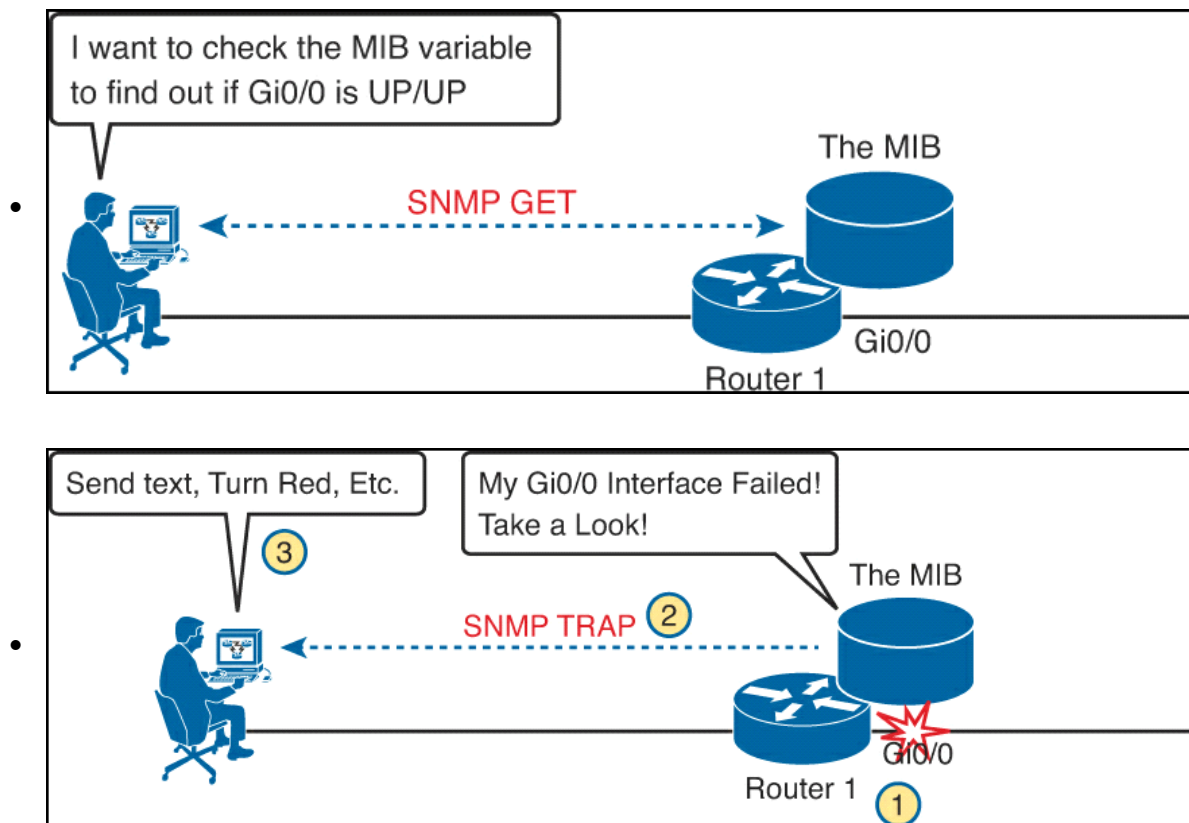 I want to check the MIB variable
to find out if Gi0/0 is UP/UP
The MIB
SNMP GET
Gi0/0
Router 1
Send text, Turn Red, Etc.
My Gi0/0 Interface Failed!
Take a Look!
3
The MIB
SNMP TRAP 2
Gi0/0
Router 1
1